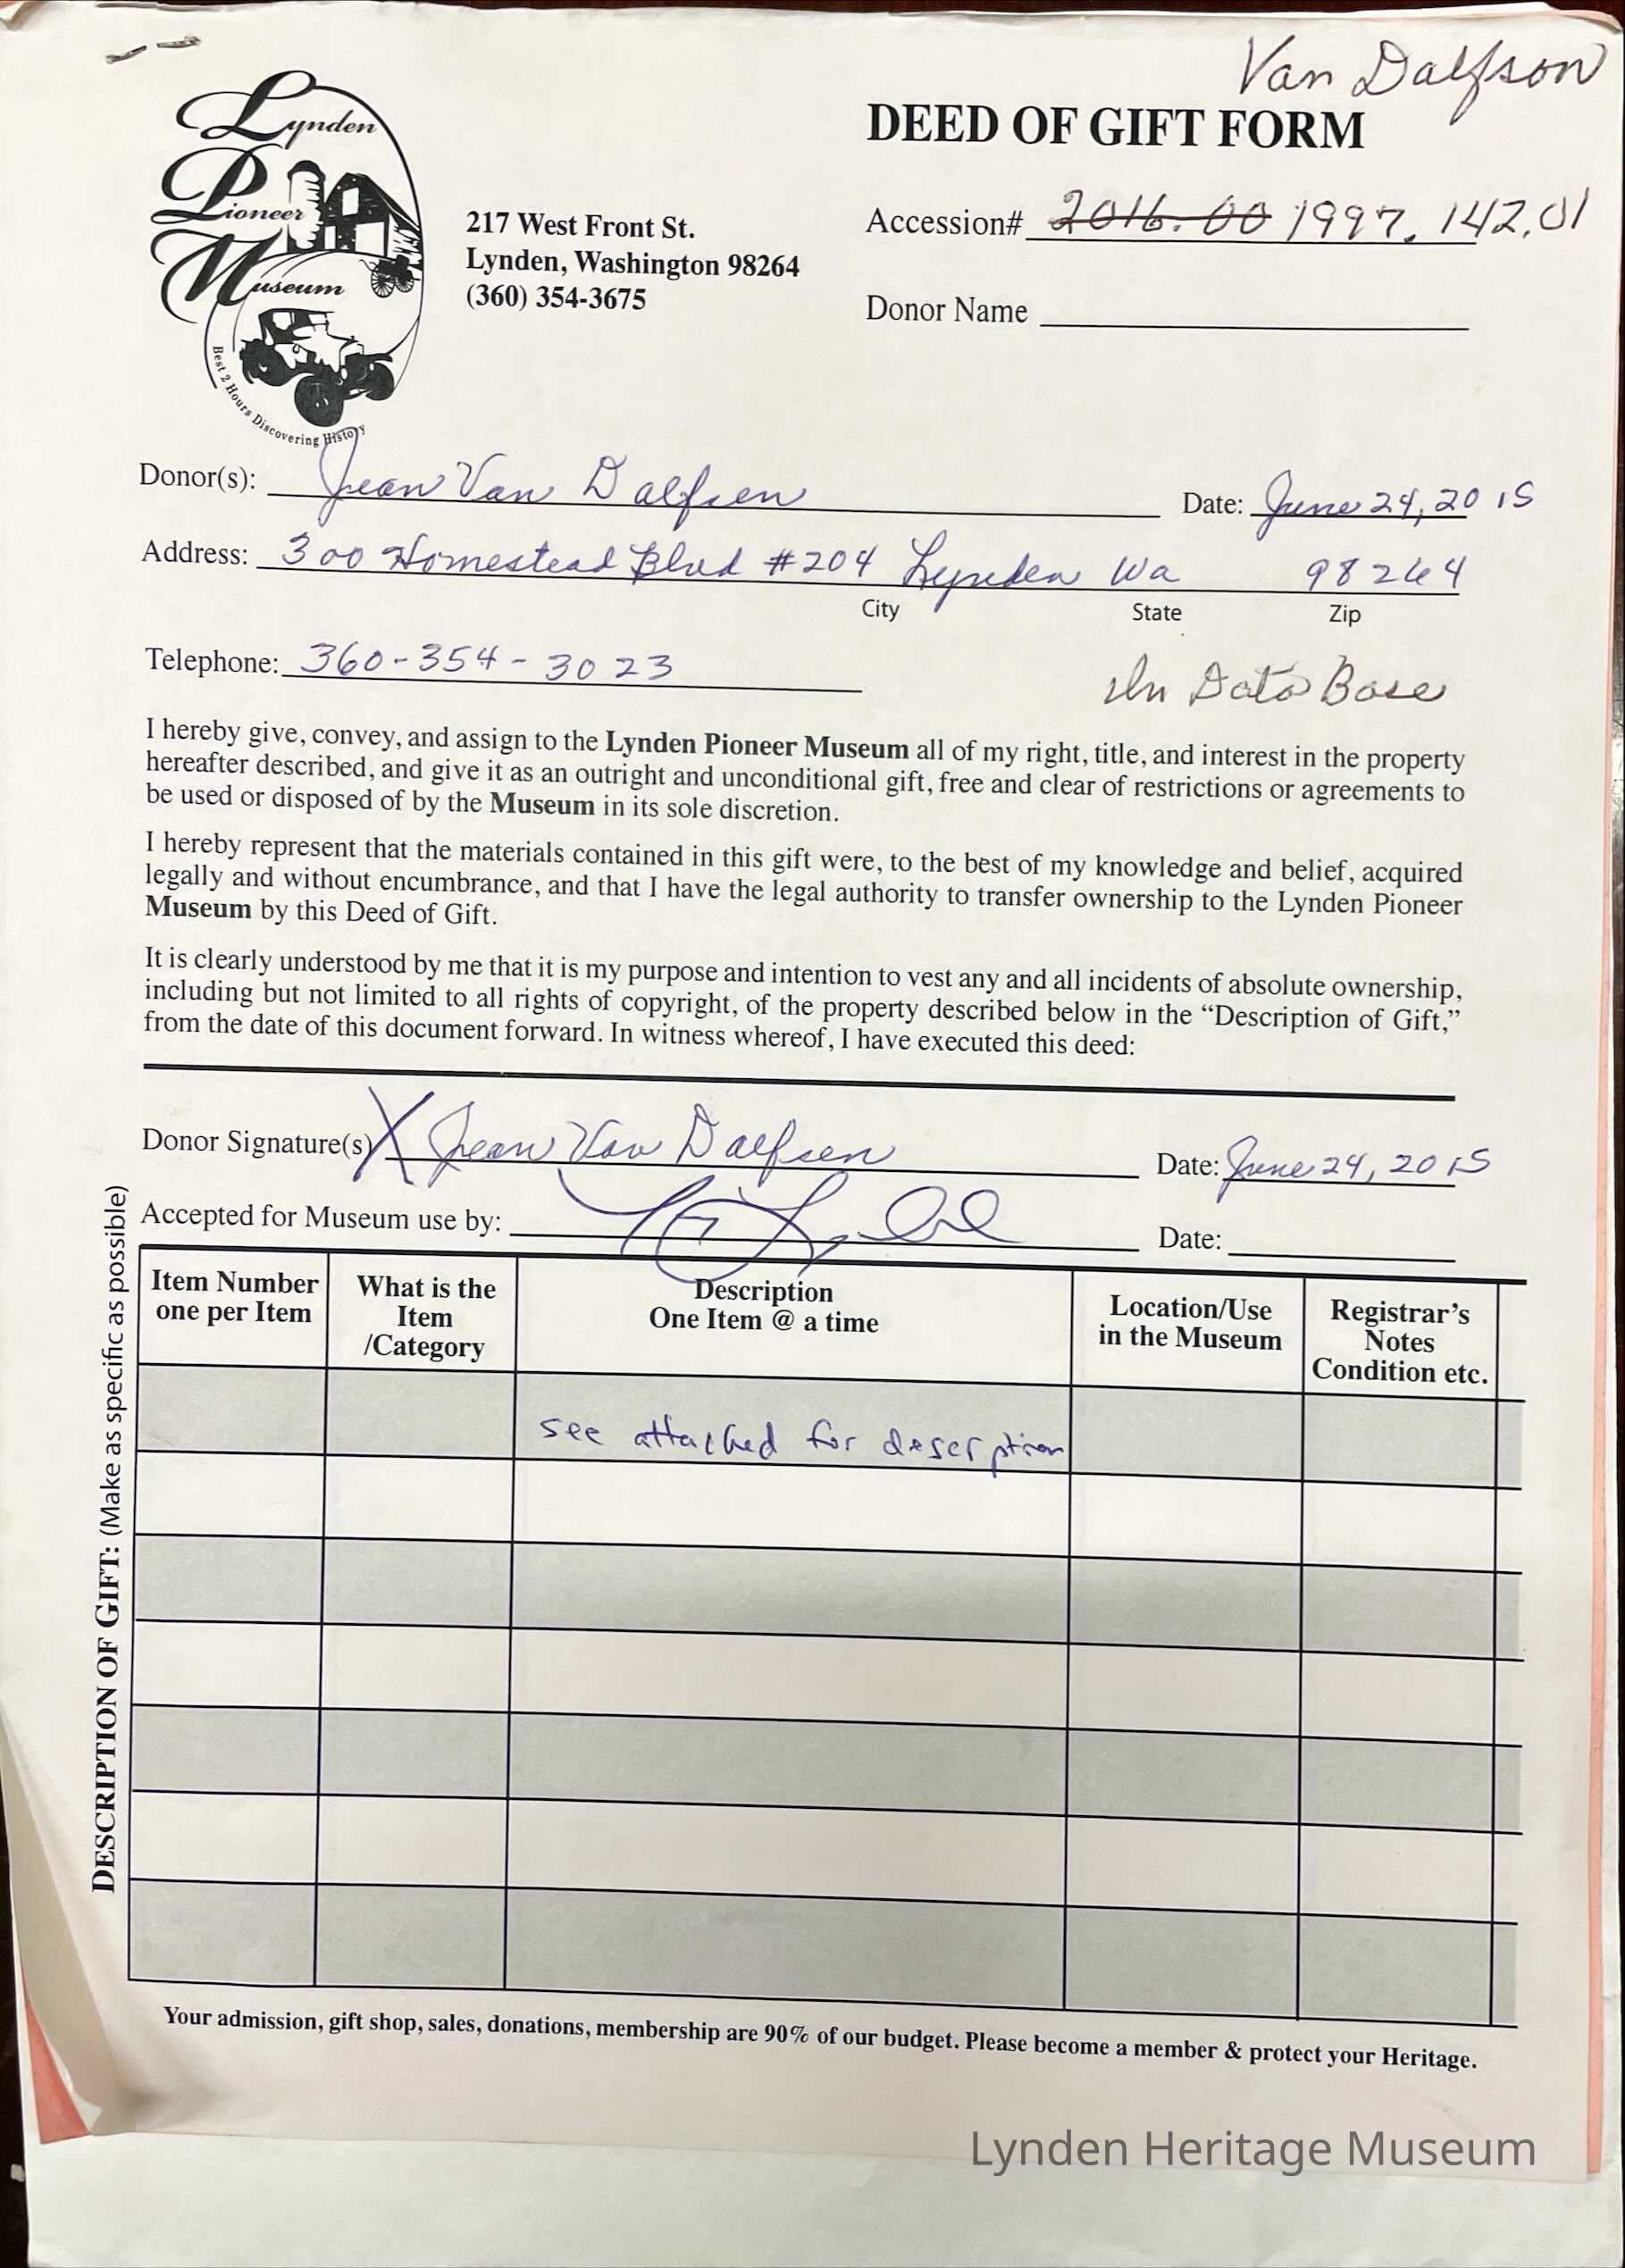 Van Dalfson
DEED OF GIFT FORM
Lynden
Pioneer
Museum
Best 2 Hours Discovering History
217 West Front St.
Lynden, Washington 98264
(360) 354-3675
Accession# 2016.00 1997.142.01
Donor Name
Donor(s): Jean Van Dalfsen Date: June 24, 2015
Address: 300 Homestead Blvd #204 Lynden Wa 98264
City State Zip
Telephone: 360-354-3023
In Data Base
I hereby give, convey, and assign to the Lynden Pioneer Museum all of my right, title, and interest in the property
hereafter described, and give it as an outright and unconditional gift, free and clear of restrictions or agreements to
be used or disposed of by the Museum in its sole discretion.
I hereby represent that the materials contained in this gift were, to the best of my knowledge and belief, acquired
legally and without encumbrance, and that I have the legal authority to transfer ownership to the Lynden Pioneer
Museum by this Deed of Gift.
It is clearly understood by me that it is my purpose and intention to vest any and all incidents of absolute ownership,
including but not limited to all rights of copyright, of the property described below in the “Description of Gift,”
from the date of this document forward. In witness whereof, I have executed this deed:
Donor Signature(s) X Jean Van Dalfsen Date: June 24, 2015
Accepted for Museum use by: Date:
DESCRIPTION OF GIFT: (Make as specific as possible)
Item Number
one per Item
What is the
Item
/Category
Description
One Item @ a time
Location/Use
in the Museum
Registrar's
Notes
Condition etc.
see attached for descrption
Your admission, gift shop, sales, donations, membership are 90% of our budget. Please become a member & protect your Heritage.
Lynden Heritage Museum